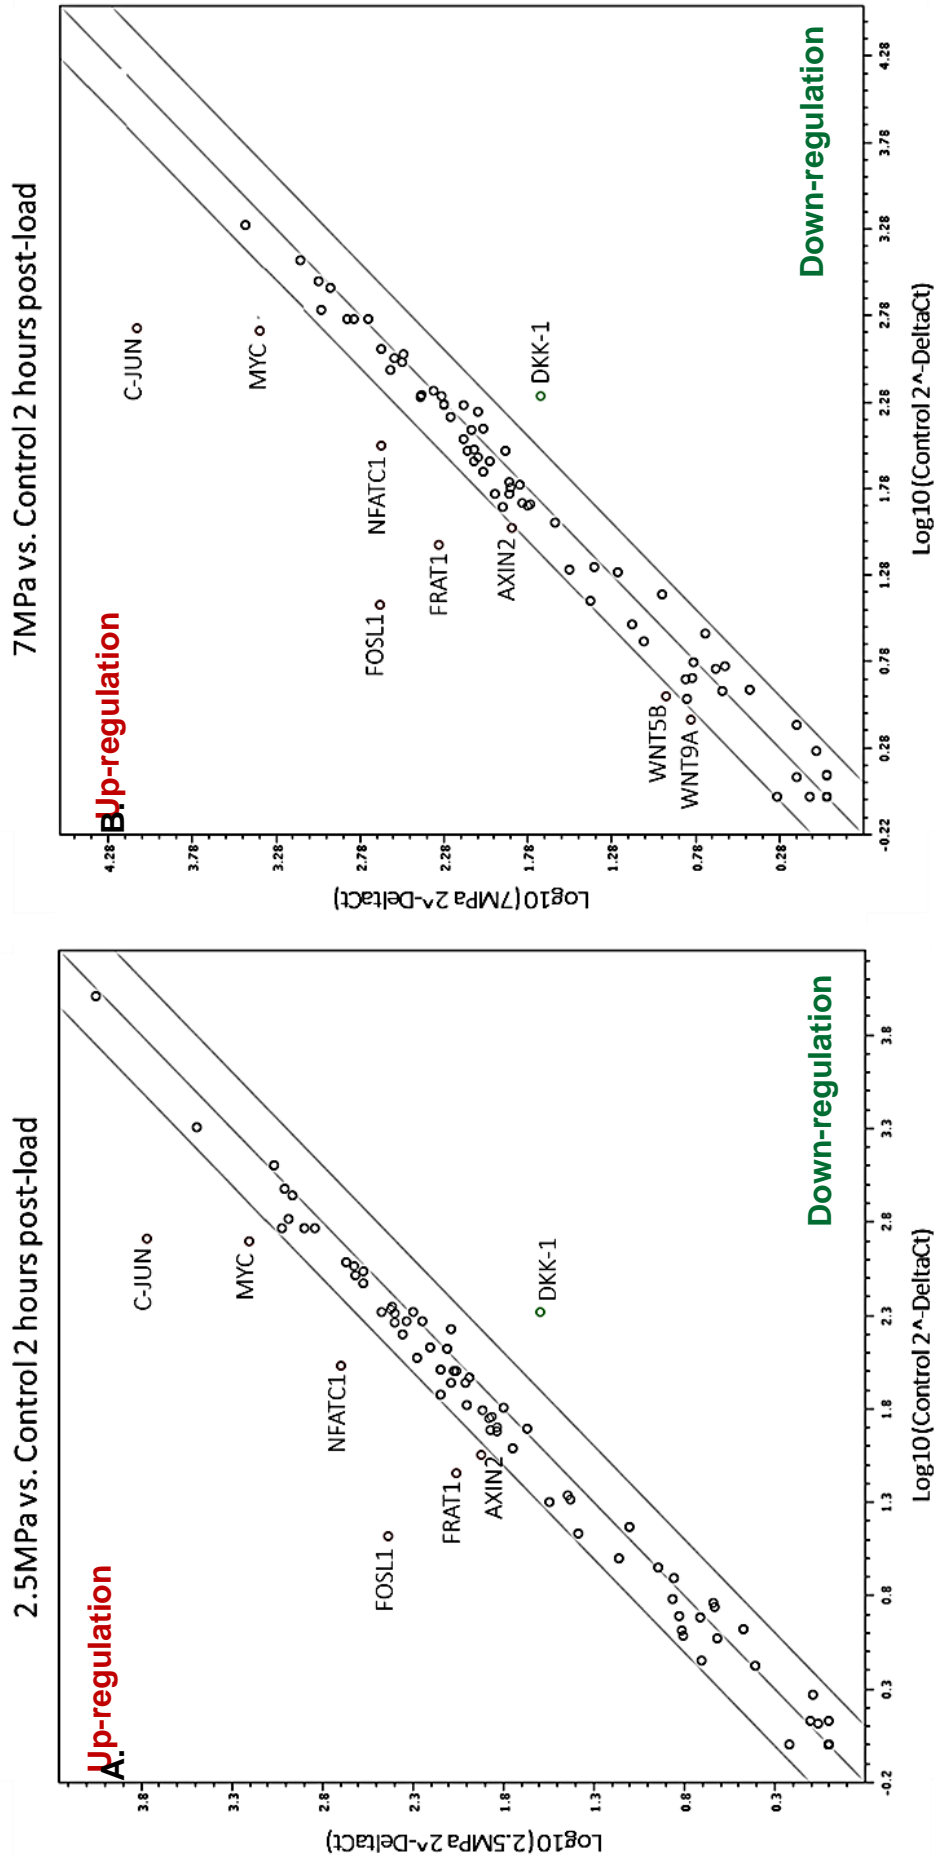 2.5MPa vs. Control 2 hours post-load
A.
Up-regulation
C-JUN
MYC
NFATC1
FOSL1
FRAT1
AXIN2
DKK-1
Down-regulation
Log10 (2.5MPa 2^-DeltaCt)
3.8
3.3
2.8
2.3
1.8
1.3
0.8
0.3
-0.2
0.3
0.8
1.3
1.8
2.3
2.8
3.3
3.8
Log10 (Control 2^-DeltaCt)
7MPa vs. Control 2 hours post-load
B.
Up-regulation
C-JUN
MYC
NFATC1
FOSL1
FRAT1
AXIN2
WNT5B
WNT9A
DKK-1
Down-regulation
Log10 (7MPa 2^-DeltaCt)
4.28
3.78
3.28
2.78
2.28
1.78
1.28
0.78
0.28
-0.22
0.28
0.78
1.28
1.78
2.28
2.78
3.28
3.78
4.28
Log10 (Control 2^-DeltaCt)